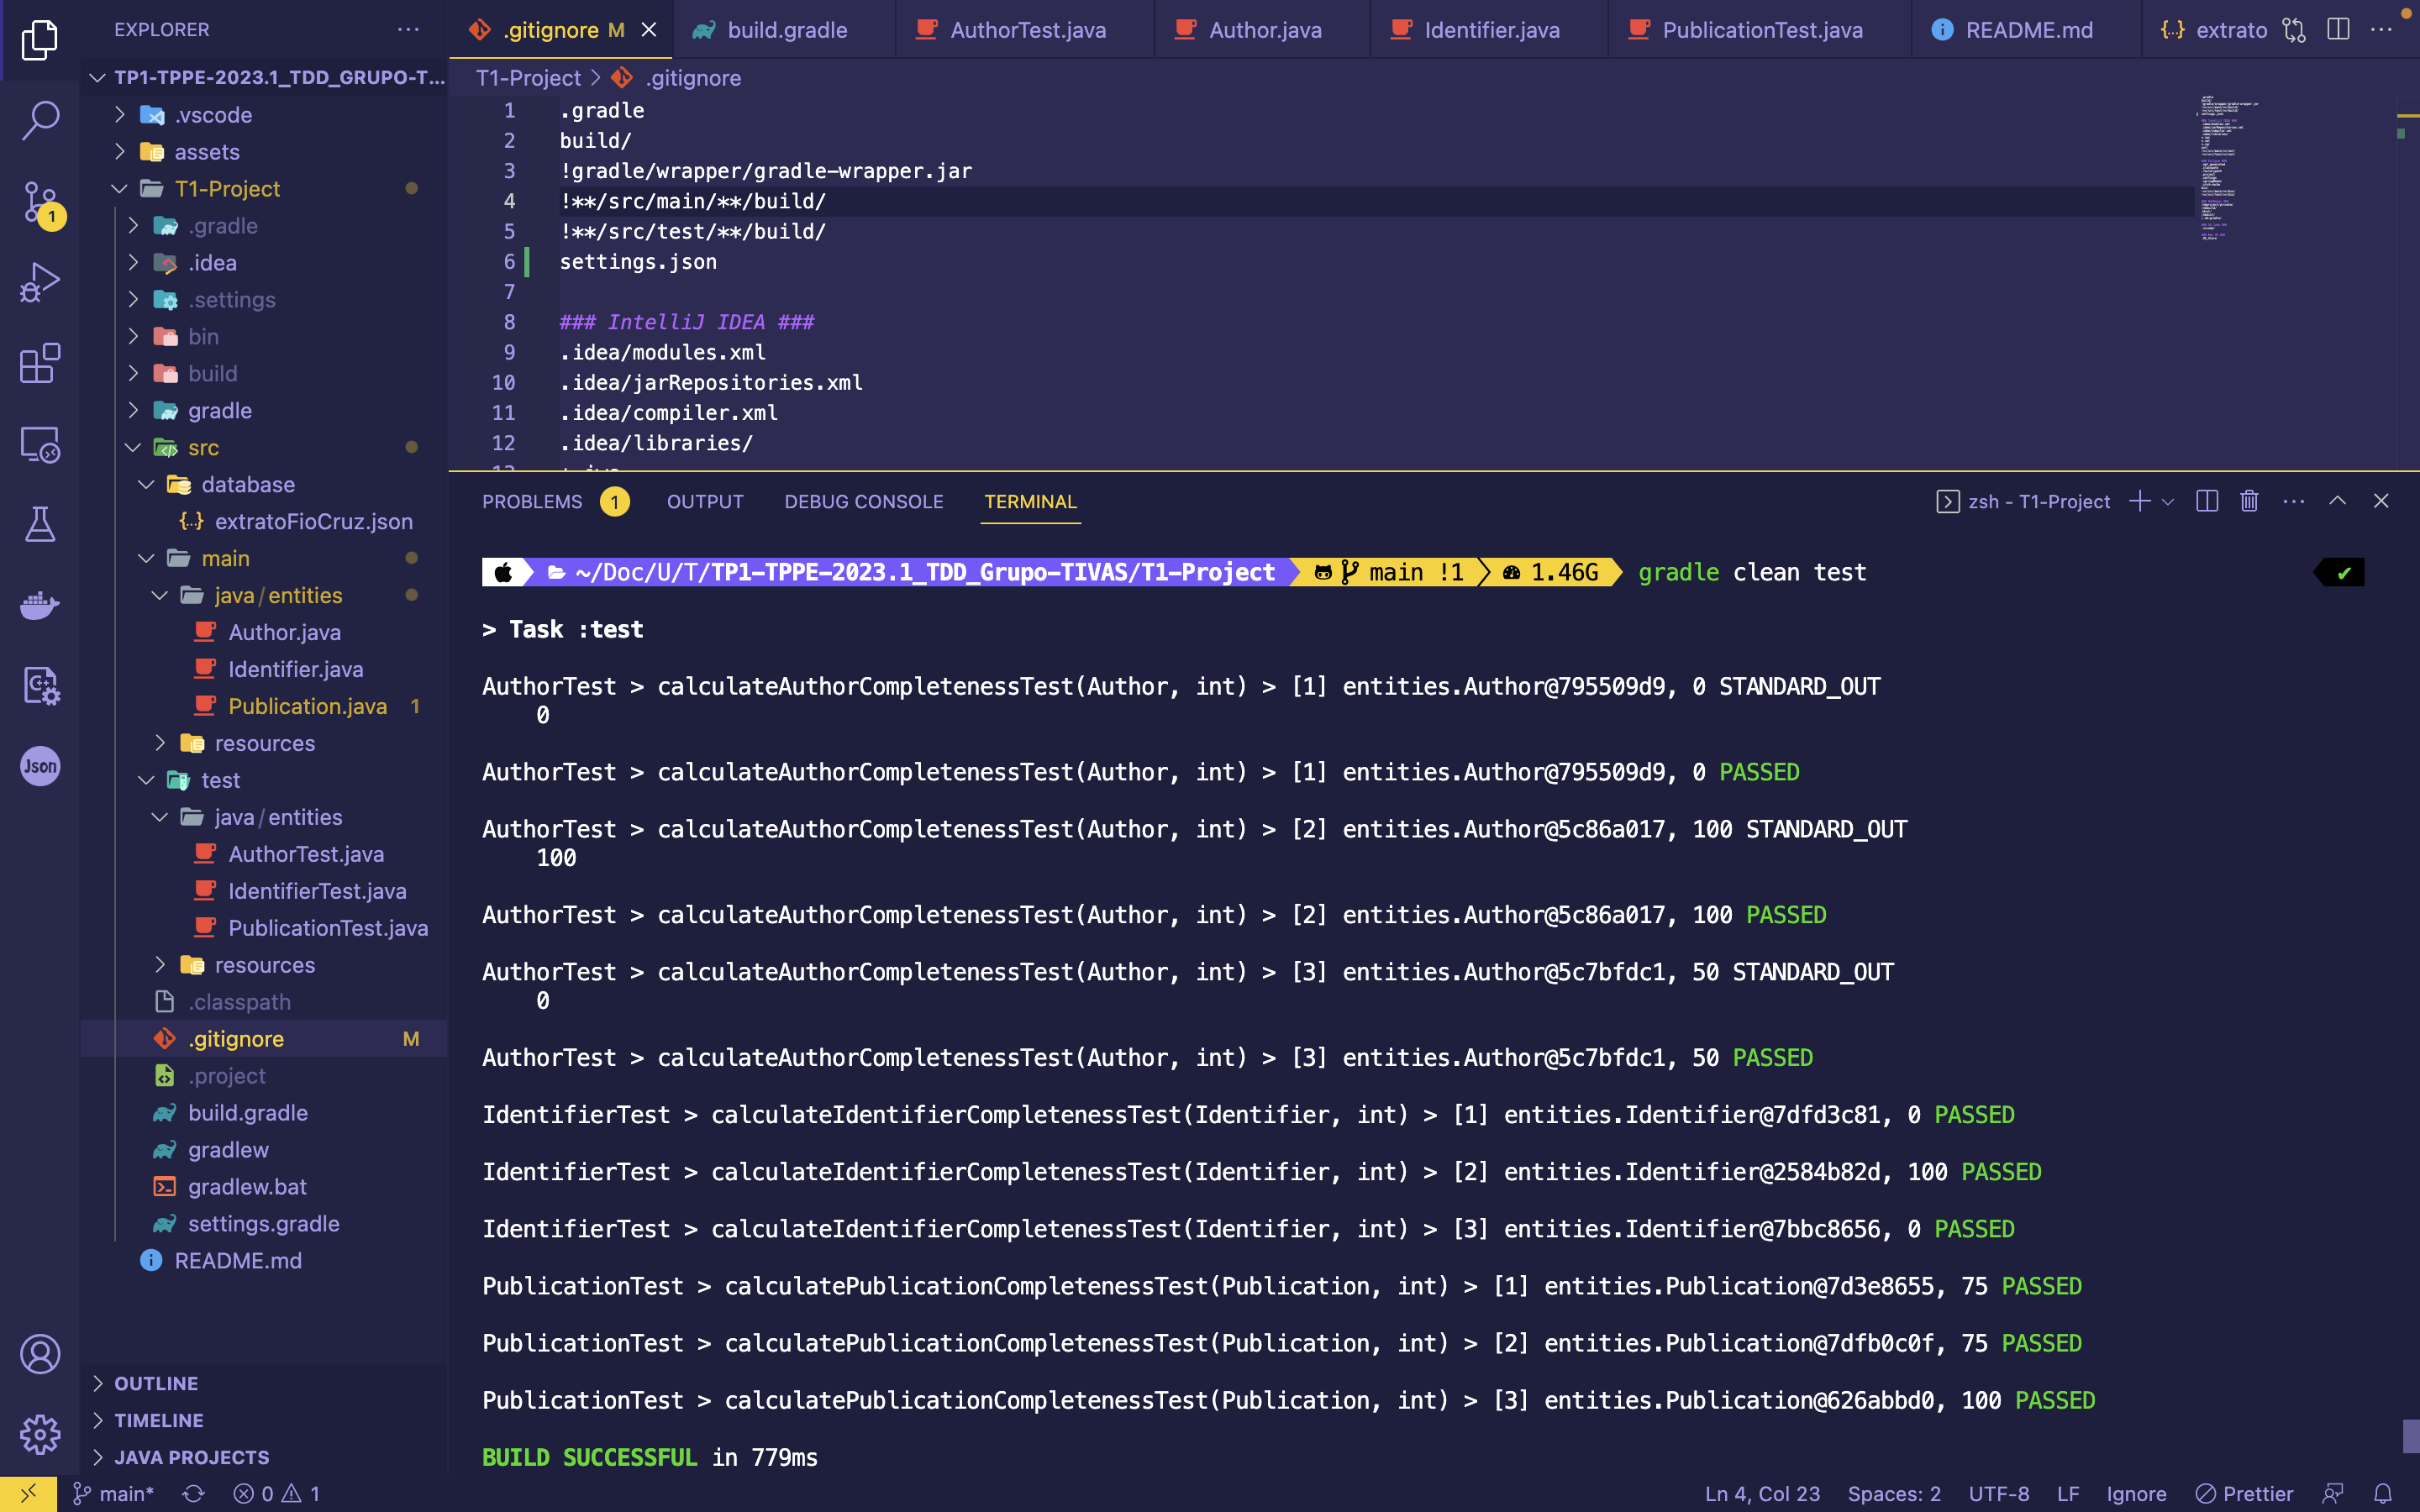 EXPLORER
TP1-TPPE-2023.1_TDD_GRUPO-T...
.vscode
assets
T1-Project
.gradle
.idea
.settings
bin
build
gradle
src
database
extratoFioCruz.json
main
java/entities
Author.java
Identifier.java
Publication.java 1
resources
test
java/entities
AuthorTest.java
IdentifierTest.java
PublicationTest.java
resources
.classpath
.gitignore M
.project
build.gradle
gradlew
gradlew.bat
settings.gradle
README.md
OUTLINE
TIMELINE
JAVA PROJECTS
1
Json
.gitignore M
build.gradle
AuthorTest.java
Author.java
Identifier.java
PublicationTest.java
README.md
extrato
T1-Project > .gitignore
1 .gradle
2 build/
3 !gradle/wrapper/gradle-wrapper.jar
4 !**/src/main/**/build/
5 !**/src/test/**/build/
6 settings.json
7
8 ### IntelliJ IDEA ###
9 .idea/modules.xml
10 .idea/jarRepositories.xml
11 .idea/compiler.xml
12 .idea/libraries/
PROBLEMS 1 OUTPUT DEBUG CONSOLE TERMINAL
zsh - T1-Project
~/Doc/U/T/TP1-TPPE-2023.1_TDD_Grupo-TIVAS/T1-Project main !1 1.46G gradle clean test
> Task :test
AuthorTest > calculateAuthorCompletenessTest(Author, int) > [1] entities.Author@795509d9, 0 STANDARD_OUT
0
AuthorTest > calculateAuthorCompletenessTest(Author, int) > [1] entities.Author@795509d9, 0 PASSED
AuthorTest > calculateAuthorCompletenessTest(Author, int) > [2] entities.Author@5c86a017, 100 STANDARD_OUT
100
AuthorTest > calculateAuthorCompletenessTest(Author, int) > [2] entities.Author@5c86a017, 100 PASSED
AuthorTest > calculateAuthorCompletenessTest(Author, int) > [3] entities.Author@5c7bfdc1, 50 STANDARD_OUT
0
AuthorTest > calculateAuthorCompletenessTest(Author, int) > [3] entities.Author@5c7bfdc1, 50 PASSED
IdentifierTest > calculateIdentifierCompletenessTest(Identifier, int) > [1] entities.Identifier@7dfd3c81, 0 PASSED
IdentifierTest > calculateIdentifierCompletenessTest(Identifier, int) > [2] entities.Identifier@2584b82d, 100 PASSED
IdentifierTest > calculateIdentifierCompletenessTest(Identifier, int) > [3] entities.Identifier@7bbc8656, 0 PASSED
PublicationTest > calculatePublicationCompletenessTest(Publication, int) > [1] entities.Publication@7d3e8655, 75 PASSED
PublicationTest > calculatePublicationCompletenessTest(Publication, int) > [2] entities.Publication@7dfb0c0f, 75 PASSED
PublicationTest > calculatePublicationCompletenessTest(Publication, int) > [3] entities.Publication@626abbd0, 100 PASSED
BUILD SUCCESSFUL in 779ms
main* 0 1
Ln 4, Col 23 Spaces: 2 UTF-8 LF Ignore Prettier